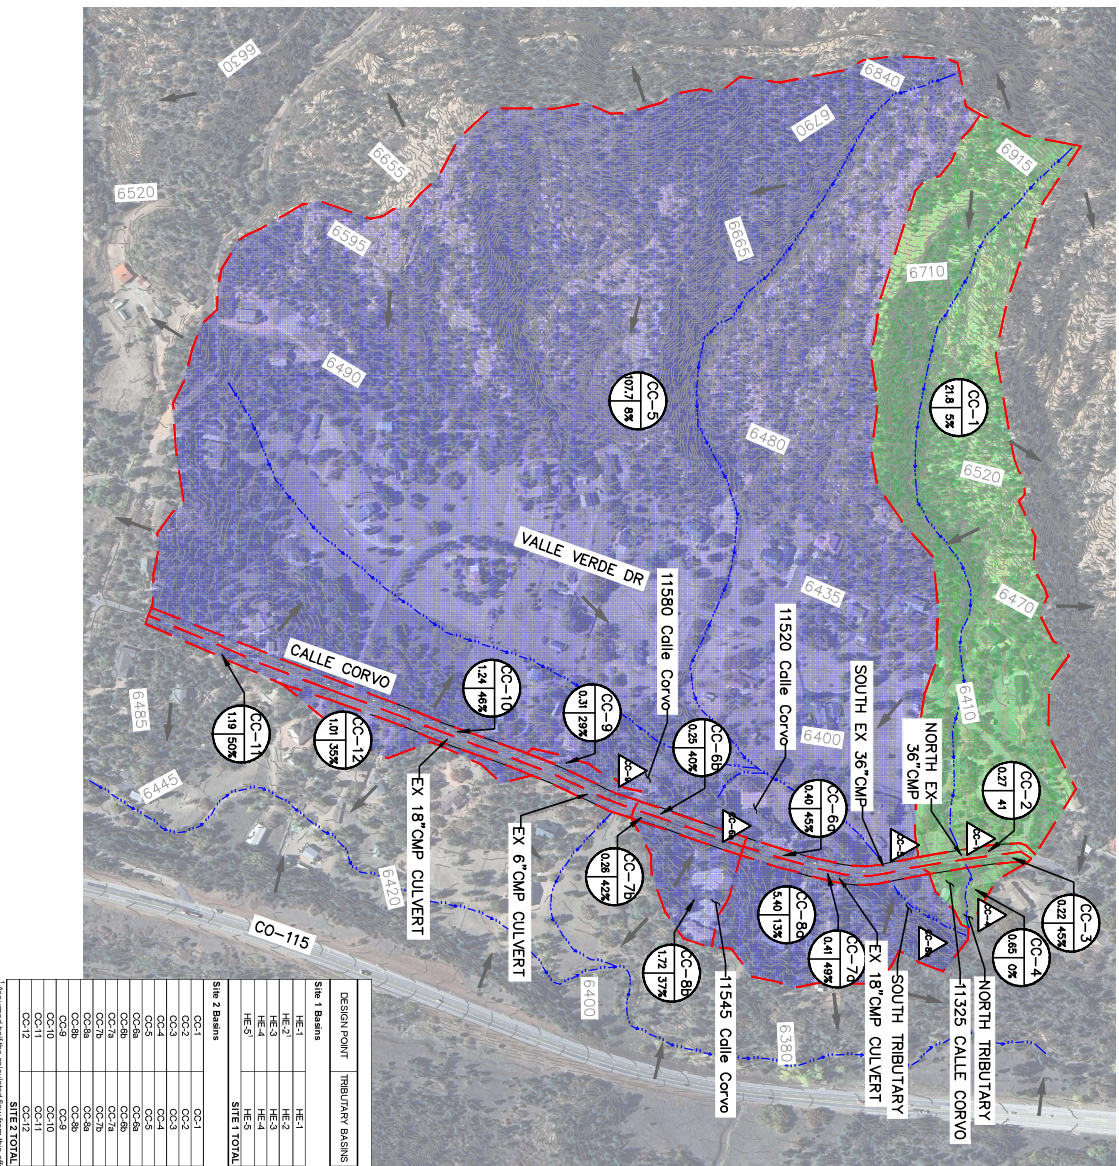 6630
6840
6790
6915
6655
6520
6595
6665
6710
6490
CC-5
107.7 8%
CC-1
21.8 5%
6480
6520
VALLE VERDE DR
11580 Calle Corvo
6435
11520 Calle Corvo
6470
CALLE CORVO
6485
CC-11
1.19 50%
CC-12
1.01 35%
CC-10
1.24 46%
CC-9
0.31 29%
CC-6b
0.25 40%
6400
SOUTH EX 36"CMP
NORTH EX
36"CMP
6410
CC-2
0.27 41
CC-6a
0.40 45%
CC-3
0.22 45%
CC-4
0.65 0%
6445
6420
EX 18"CMP CULVERT
EX 6"CMP CULVERT
CC-7b
0.26 42%
CC-8b
1.72 37%
CC-8a
5.40 13%
CC-7a
0.41 49%
EX 18"CMP CULVERT
SOUTH TRIBUTARY
NORTH TRIBUTARY
11325 CALLE CORVO
11545 Calle Corvo
CO-115
6400
6380
DESIGN POINT TRIBUTARY BASINS
Site 1 Basins
HE-1 HE-1
HE-2¹ HE-2
HE-3 HE-3
HE-4 HE-4
HE-5¹ HE-5
SITE 1 TOTAL
Site 2 Basins
CC-1 CC-1
CC-2 CC-2
CC-3 CC-3
CC-4 CC-4
CC-5 CC-5
CC-6a CC-6a
CC-6b CC-6b
CC-7a CC-7a
CC-7b CC-7b
CC-8a CC-8a
CC-8b CC-8b
CC-9 CC-9
CC-10 CC-10
CC-11 CC-11
CC-12 CC-12
SITE 2 TOTAL